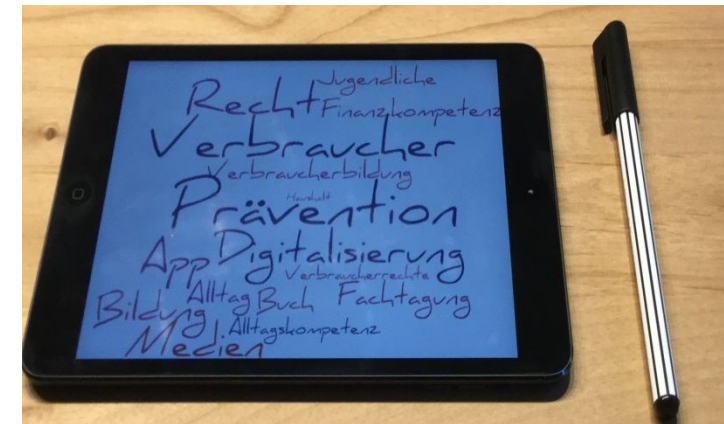 Jugendliche
Recht Finanzkompetenz
Verbraucher
Verbraucherbildung
Haushalt
Prävention
App Digitalisierung
Verbraucherrechte
Bildung Alltag Buch Fachtagung
Alltagskompetenz
Medien